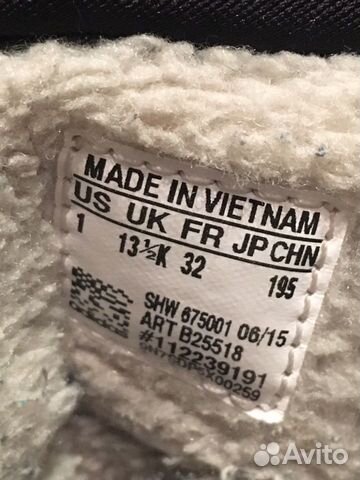 MADE IN VIETNAM
US UK FR JP CHN
1 13½K 32 195
SHW 675001 06/15
ART B25518
#112239191
Avito